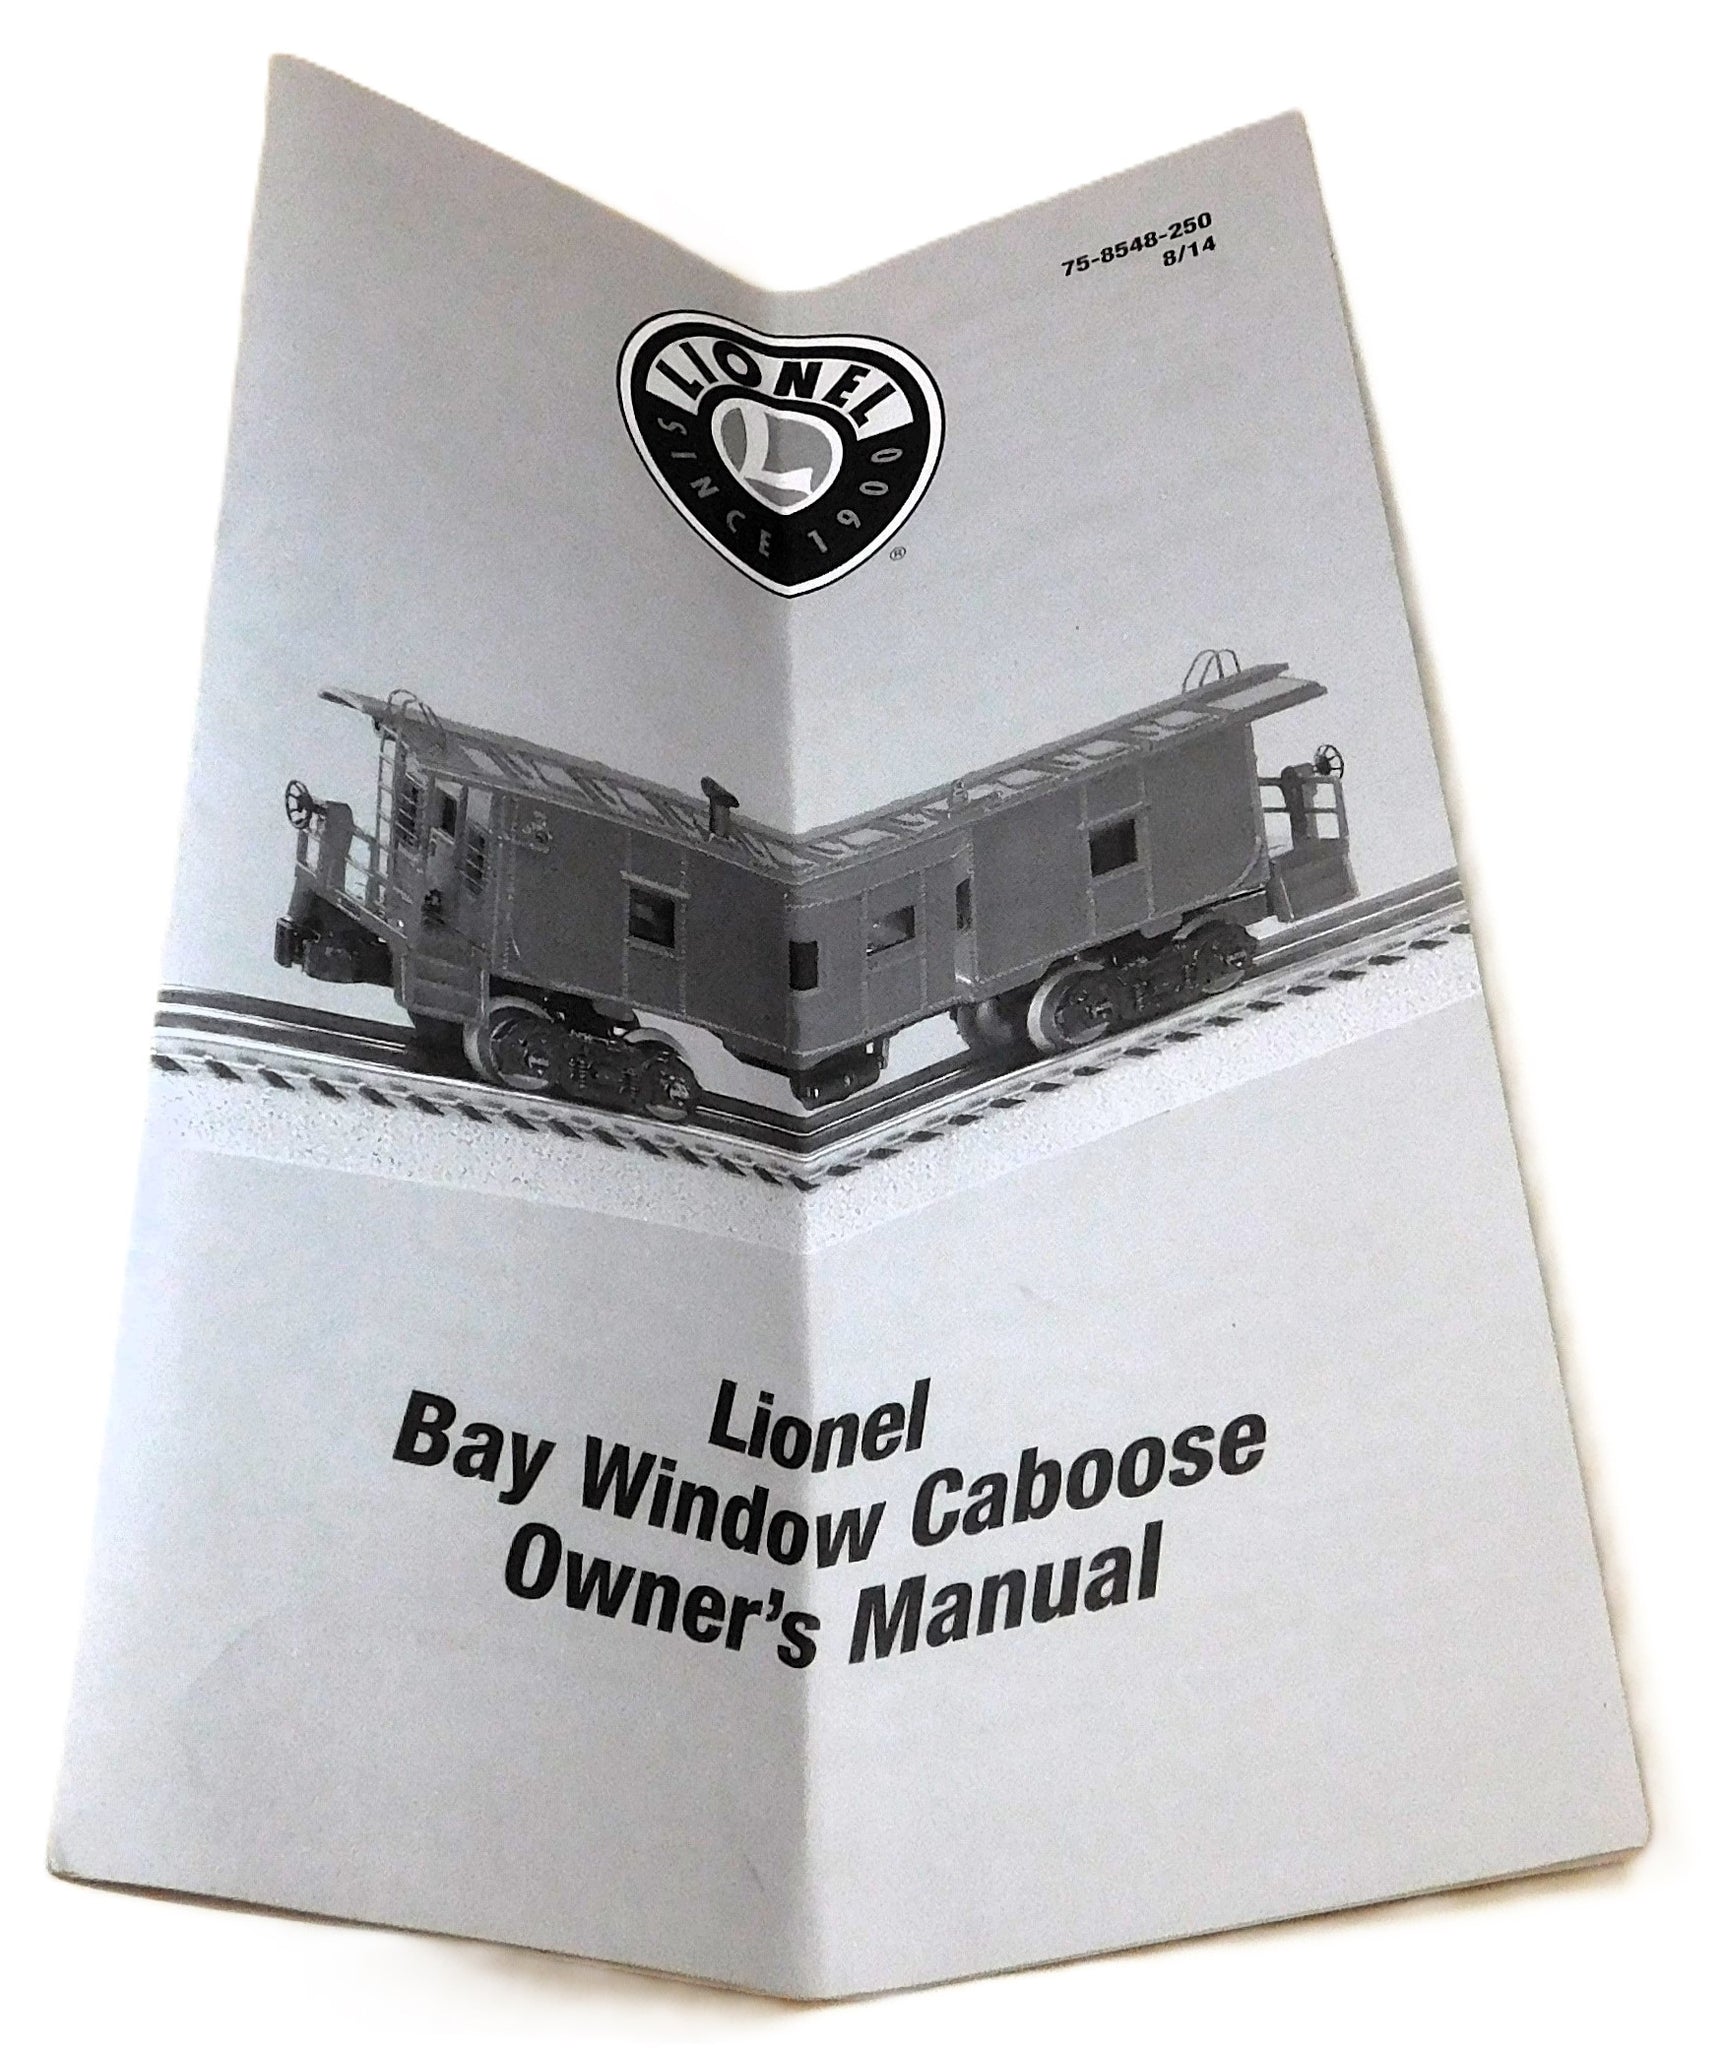 75-8548-250
8/14
LIONEL
L
SINCE 1900
®
Lionel
Bay Window Caboose
Owner's Manual